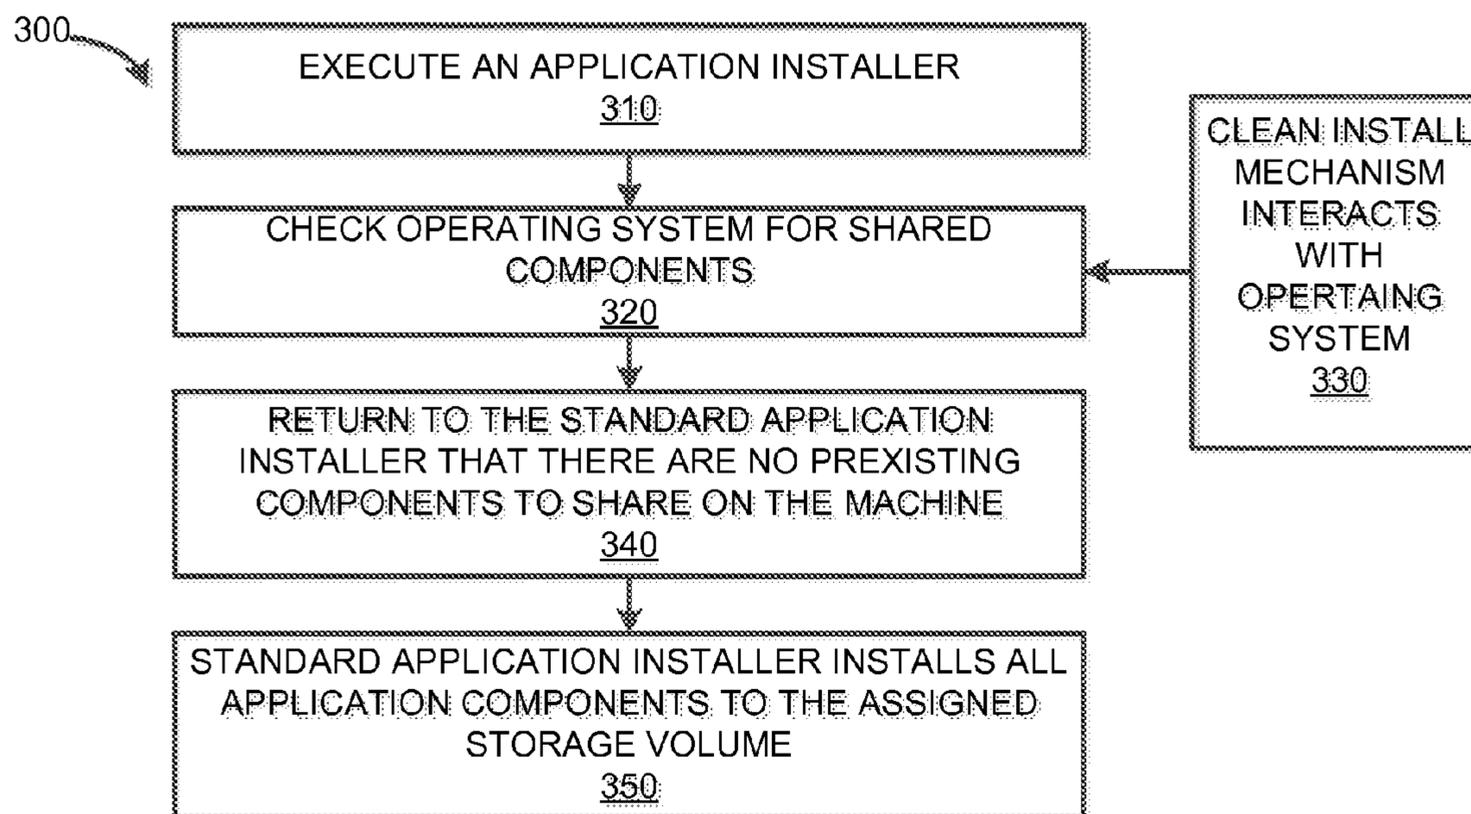 300
EXECUTE AN APPLICATION INSTALLER
310
CHECK OPERATING SYSTEM FOR SHARED
COMPONENTS
320
CLEAN INSTALL
MECHANISM
INTERACTS
WITH
OPERTAING
SYSTEM
330
RETURN TO THE STANDARD APPLICATION
INSTALLER THAT THERE ARE NO PREXISTING
COMPONENTS TO SHARE ON THE MACHINE
340
STANDARD APPLICATION INSTALLER INSTALLS ALL
APPLICATION COMPONENTS TO THE ASSIGNED
STORAGE VOLUME
350